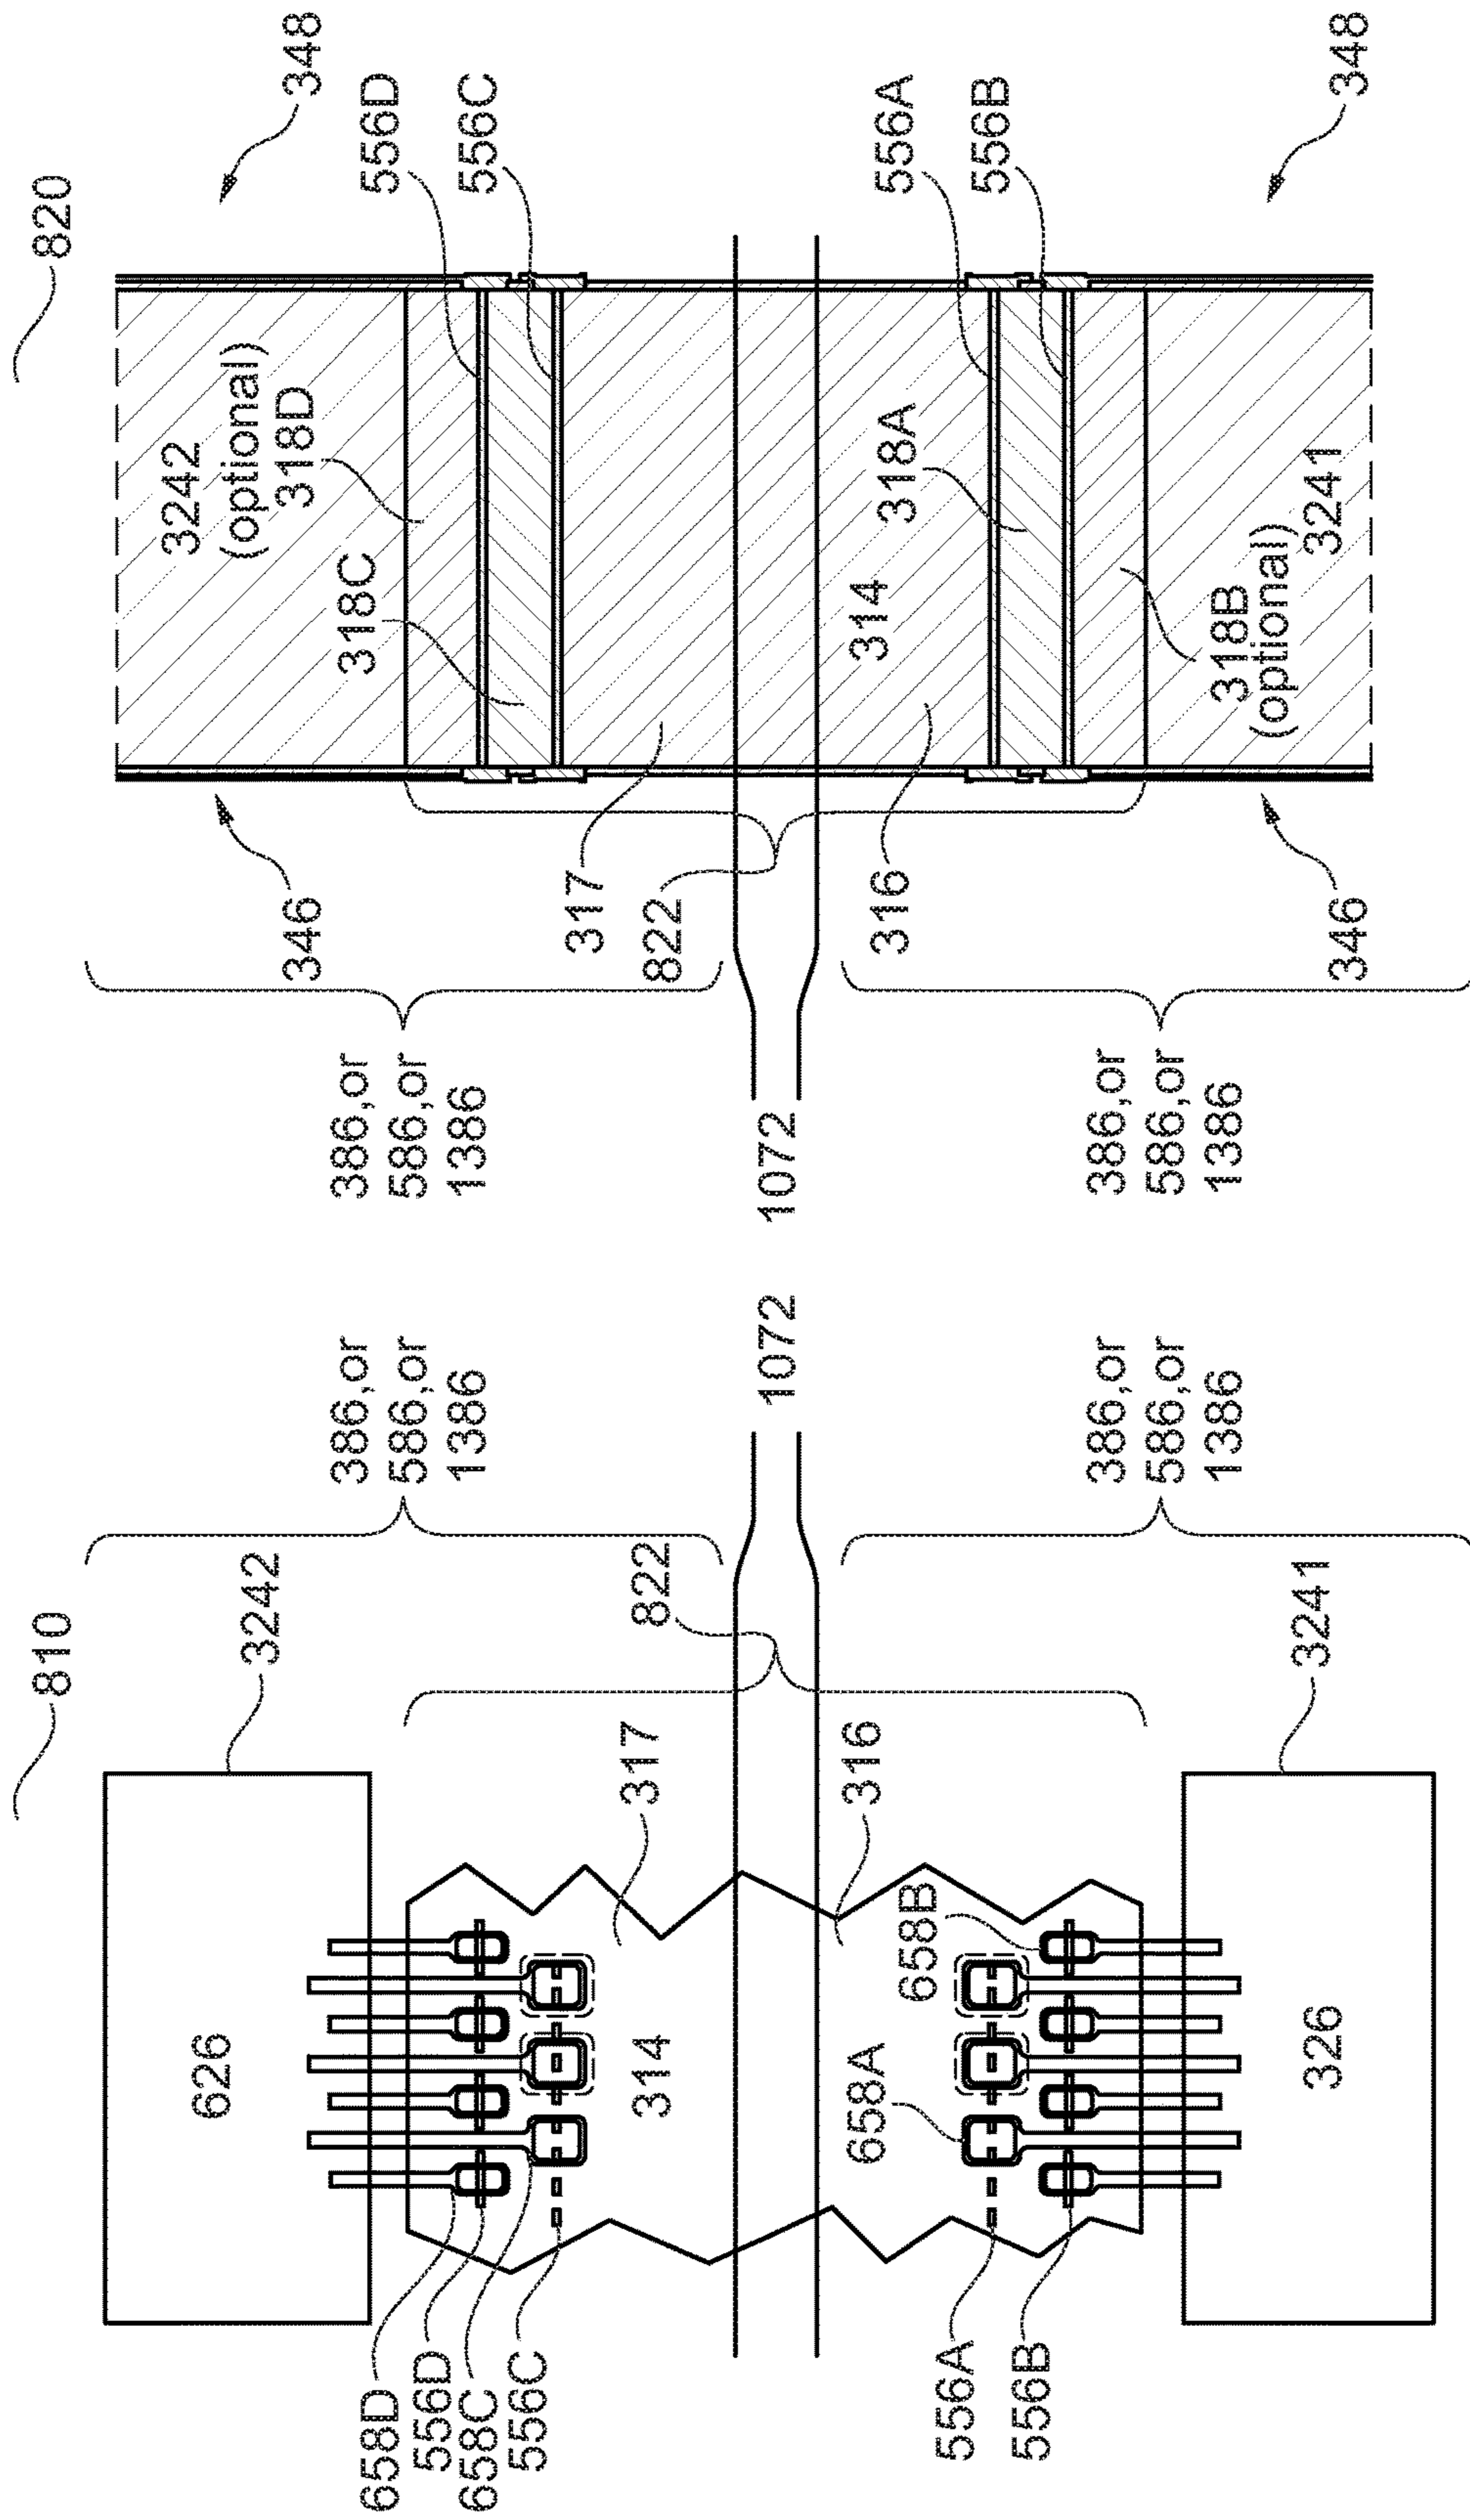 810
3242
626
658D
556D
658C
556C
317
314
822
386,or
586,or
1386
1072
316
658A
658B
556A
556B
326
3241
386,or
586,or
1386
820
348
346
3242
(optional)
318D
318C
556D
556C
317
822
386,or
586,or
1386
1072
314
316
318A
556A
556B
318B
(optional)
3241
346
348
386,or
586,or
1386